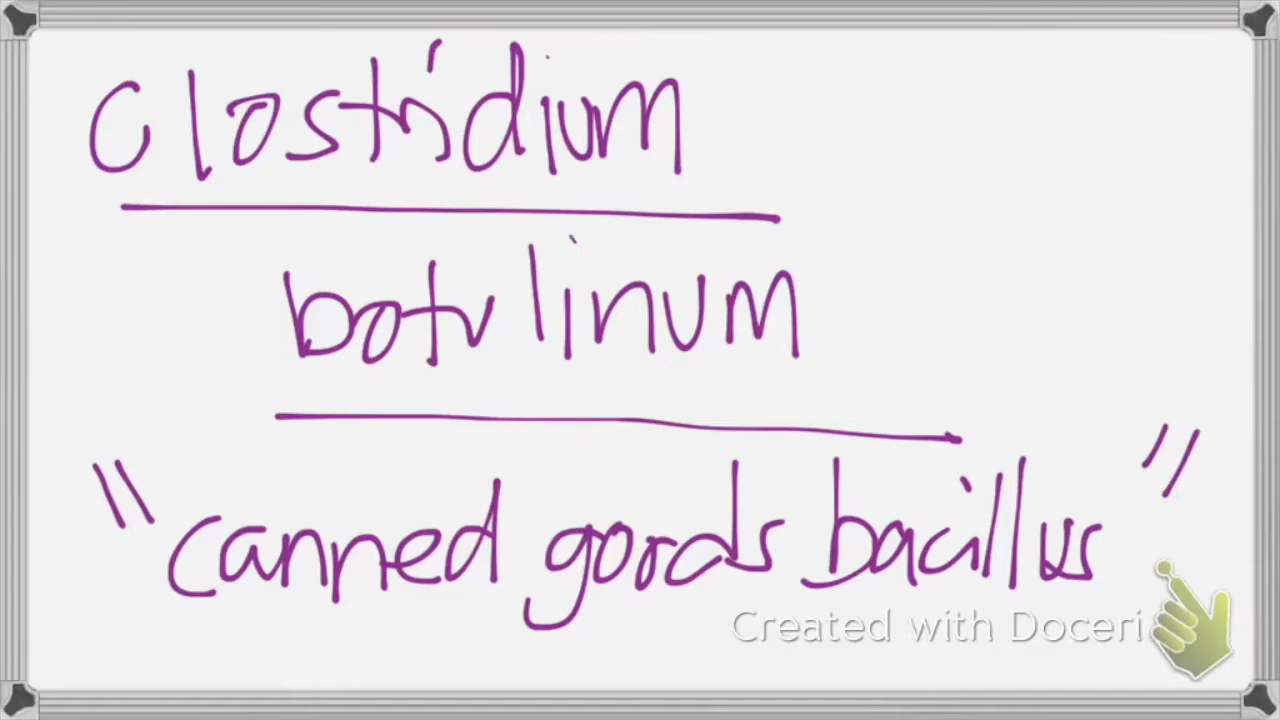 Clostridium
botulinum
"canned goods bacillus"
Created with Doceri